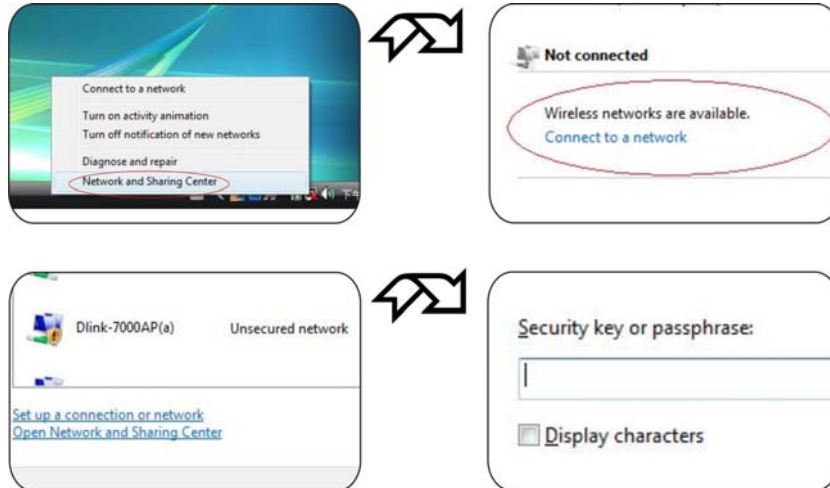 Connect to a network
Turn on activity animation
Turn off notification of new networks
Diagnose and repair
Network and Sharing Center
下午
Not connected
Wireless networks are available.
Connect to a network
Dlink-7000AP(a) Unsecured network
Set up a connection or network
Open Network and Sharing Center
Security key or passphrase:
Display characters